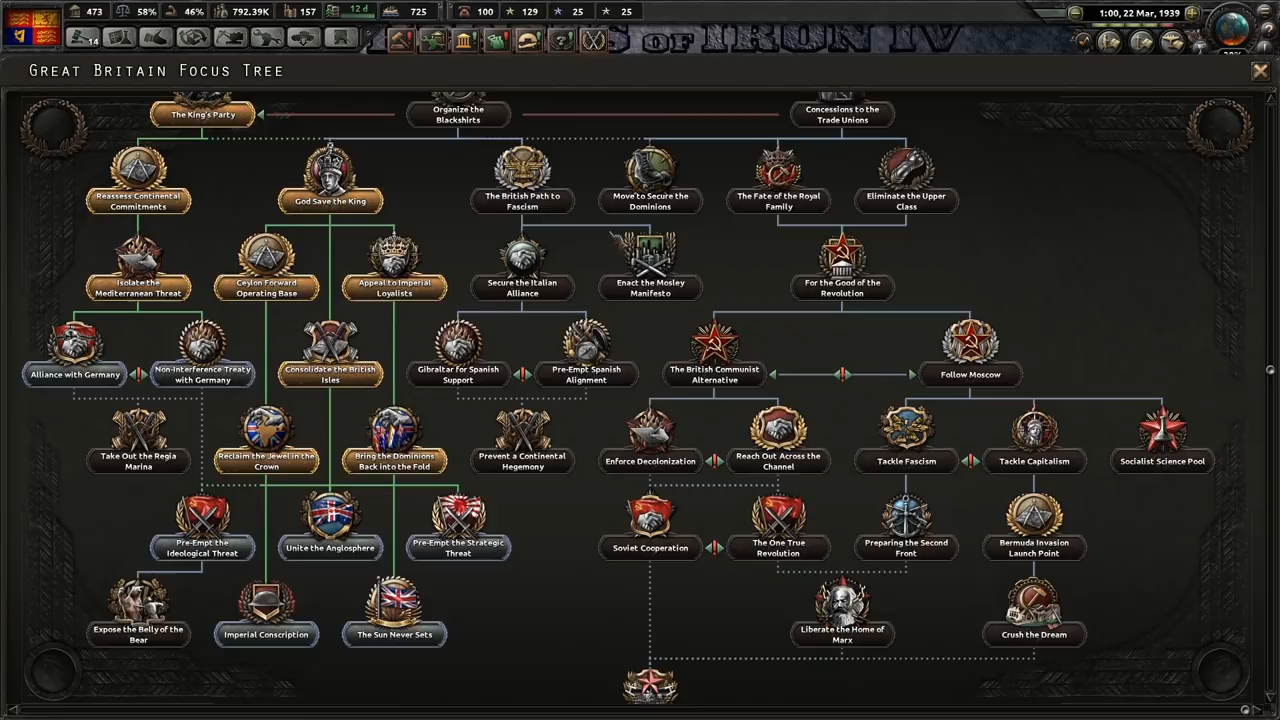 473 58% 46% 792.39K 157 12 d 725 100 129 25 25 1:00, 22 Mar, 1939
14
OF IRON IV
Great Britain Focus Tree
The King's Party
Organize the
Blackshirts
Concessions to the
Trade Unions
Reassess Continental
Commitments
God Save the King
The British Path to
Fascism
Move to Secure the
Dominions
The Fate of the Royal
Family
Eliminate the Upper
Class
Isolate the
Mediterranean Threat
Ceylon Forward
Operating Base
Appeal to Imperial
Loyalists
Secure the Italian
Alliance
Enact the Mosley
Manifesto
For the Good of the
Revolution
Alliance with Germany
Non-Interference Treaty
with Germany
Consolidate the British
Isles
Gibraltar for Spanish
Support
Pre-Empt Spanish
Alignment
The British Communist
Alternative
Follow Moscow
Take Out the Regia
Marina
Reclaim the Jewel in the
Crown
Bring the Dominions
Back into the Fold
Prevent a Continental
Hegemony
Enforce Decolonization
Reach Out Across the
Channel
Tackle Fascism
Tackle Capitalism
Socialist Science Pool
Pre-Empt the
Ideological Threat
Unite the Anglosphere
Pre-Empt the Strategic
Threat
Soviet Cooperation
The One True
Revolution
Preparing the Second
Front
Bermuda Invasion
Launch Point
Expose the Belly of the
Bear
Imperial Conscription
The Sun Never Sets
Liberate the Home of
Marx
Crush the Dream